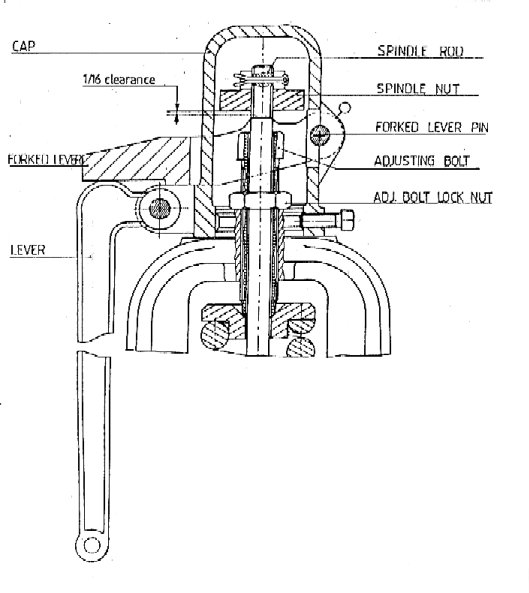 CAP
SPINDLE ROD
1/16 clearance
SPINDLE NUT
FORKED LEVER PIN
FORKED LEVER
ADJUSTING BOLT
ADJ. BOLT LOCK NUT
LEVER